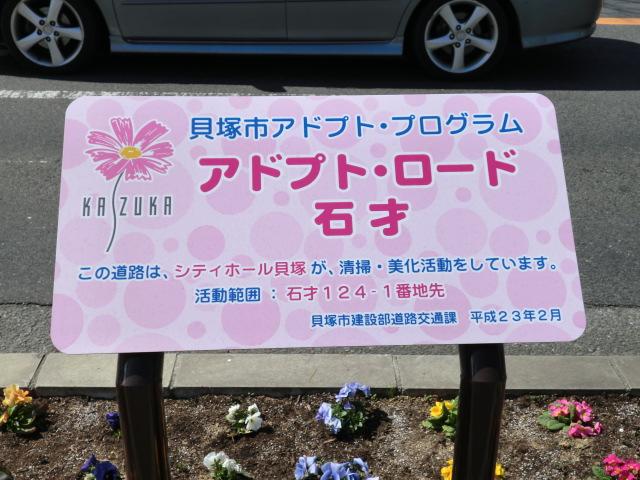 貝塚市アドプト・プログラム
アドプト・ロード
石才
KAIZUKA
この道路は、シティホール貝塚が、清掃・美化活動をしています。
活動範囲：石才124-1番地先
貝塚市建設部道路交通課　平成23年2月